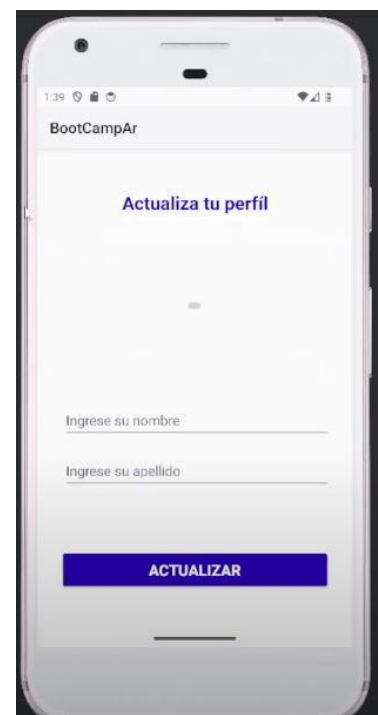 1:39
BootCampAr
Actualiza tu perfíl
Ingrese su nombre
Ingrese su apellido
ACTUALIZAR